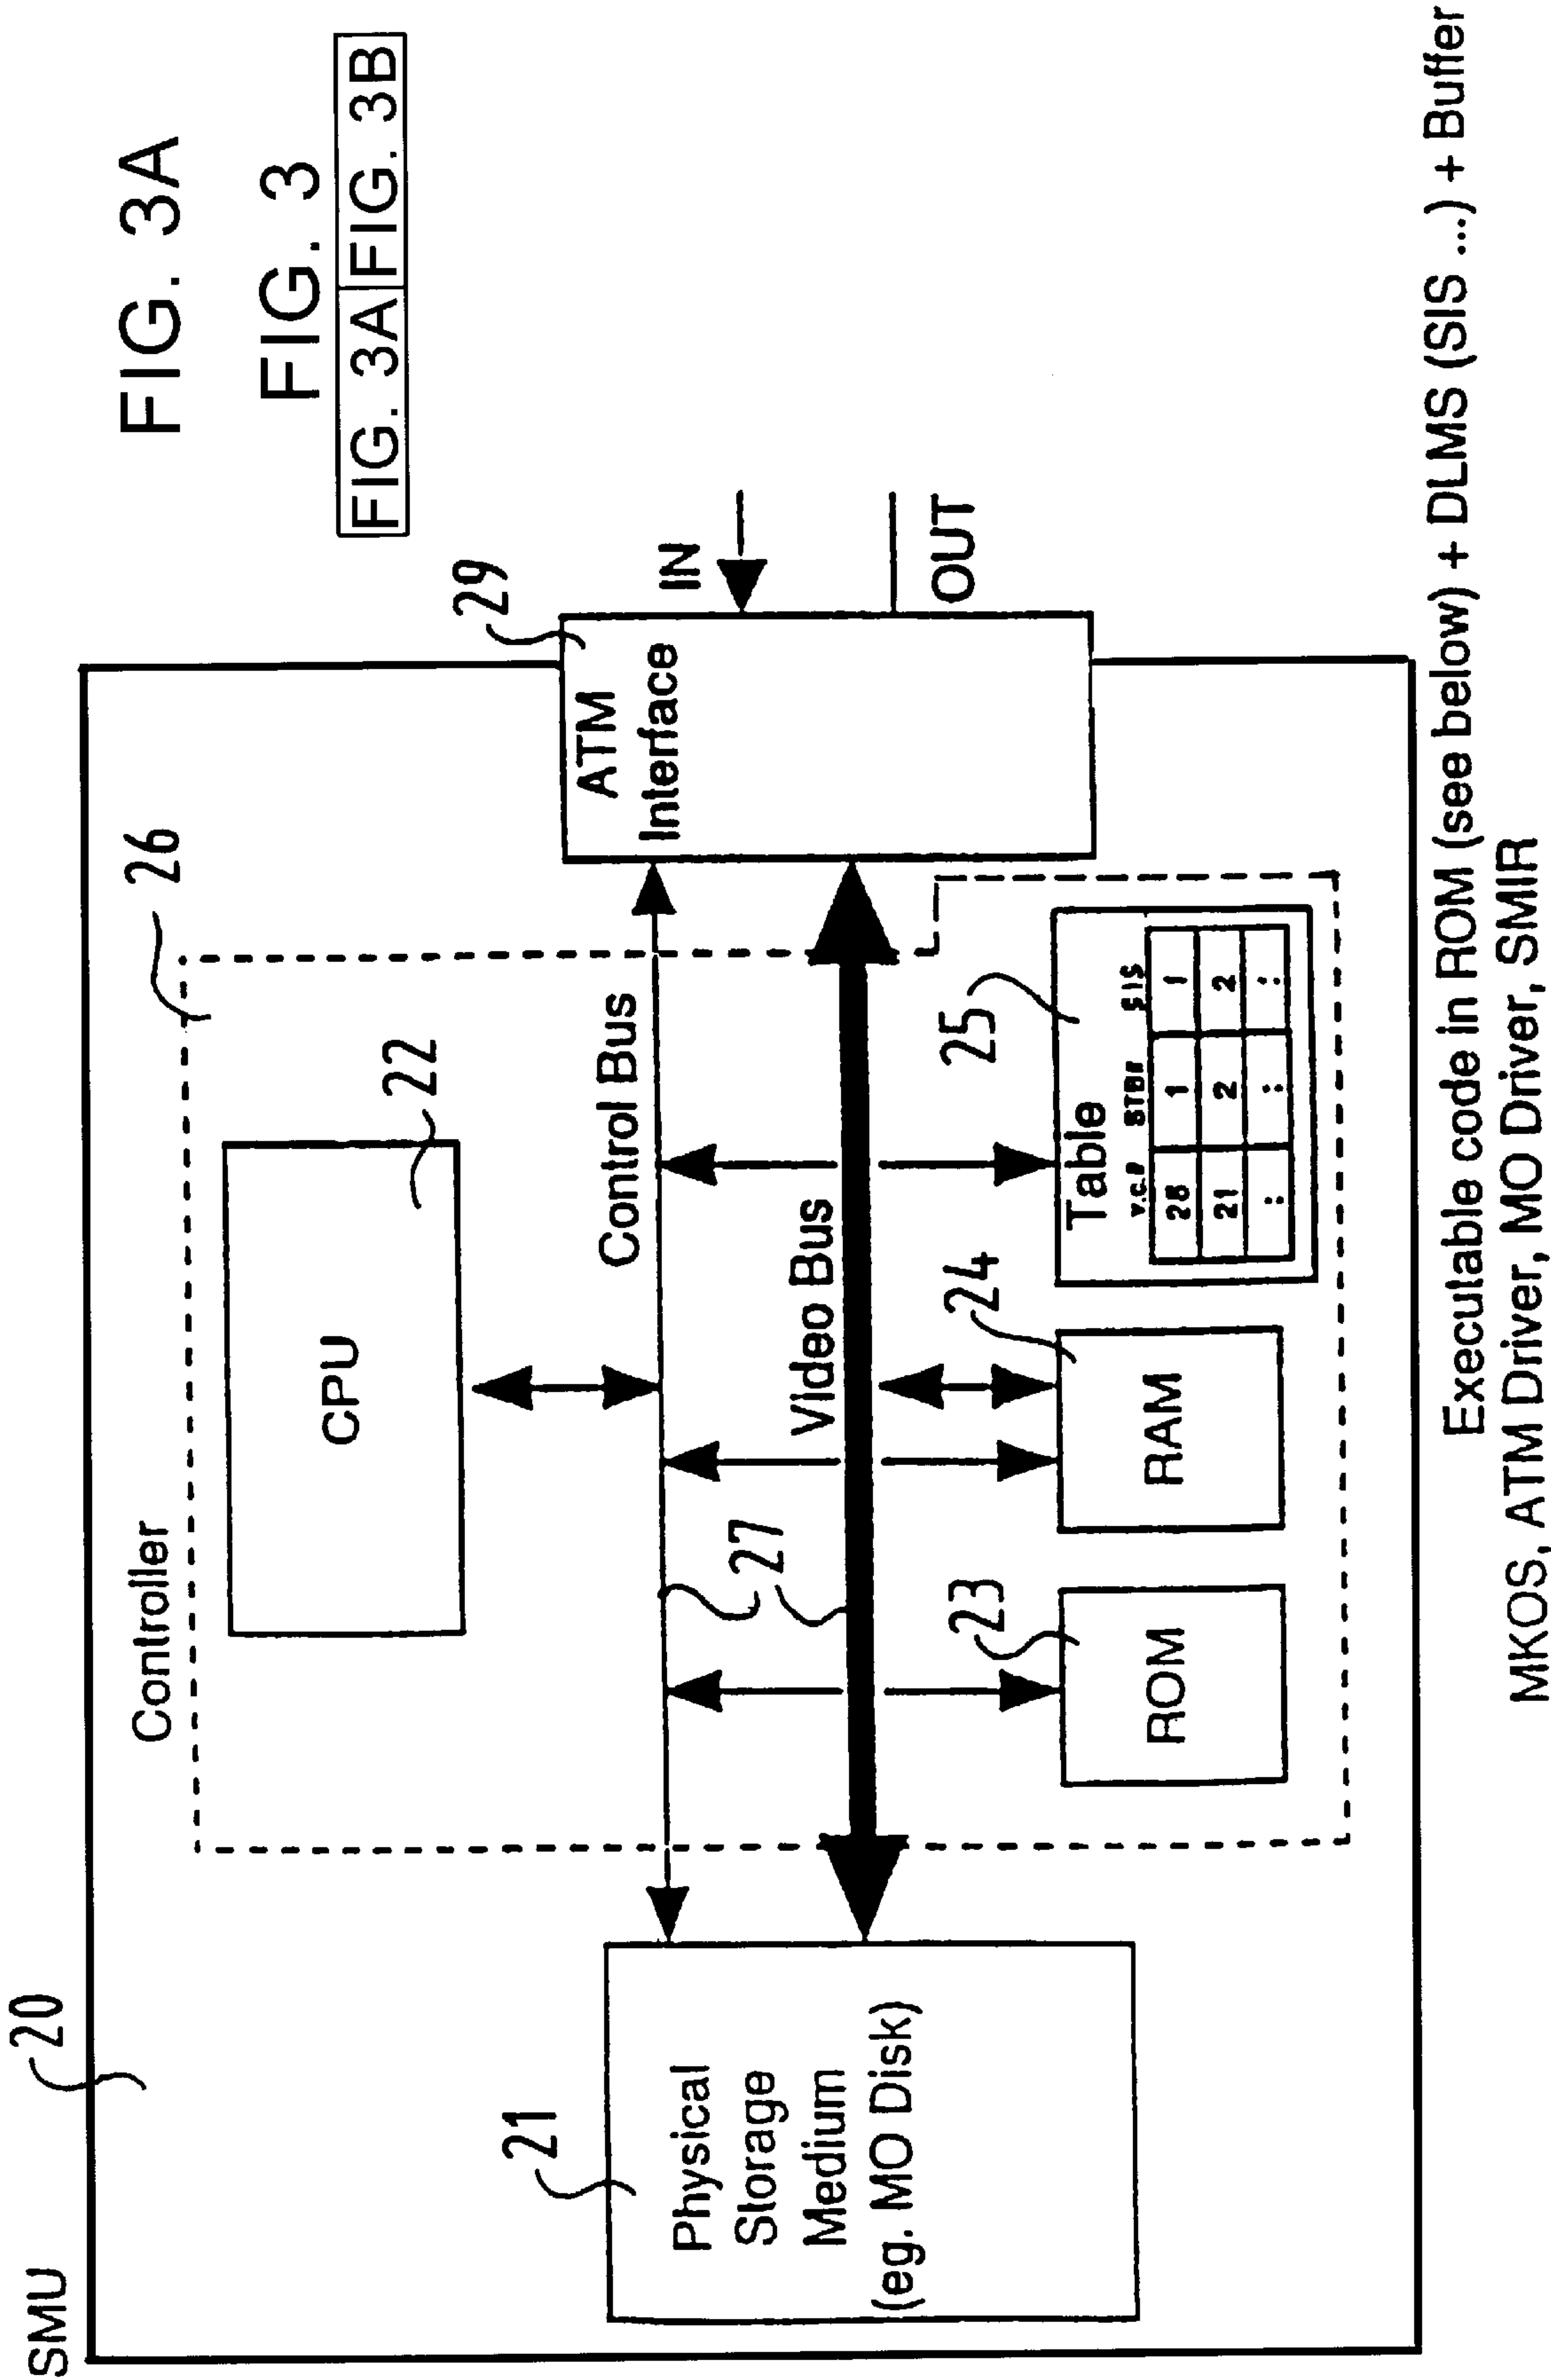 FIG. 3A
FIG. 3
FIG. 3A FIG. 3B
SMU
20
Controller
26
CPU
22
29
ATM
Interface
IN
OUT
Control Bus
27
Video Bus
21
Physical
Storage
Medium
(eg. MO Disk)
23
ROM
24
RAM
25
Table
v.c.# STB# SIS
28 1 1
21 2 2
: : :
Executable code in ROM (see below) + DLMS (SIS ...) + Buffer
MKOS, ATM Driver, MO Driver, SMIR